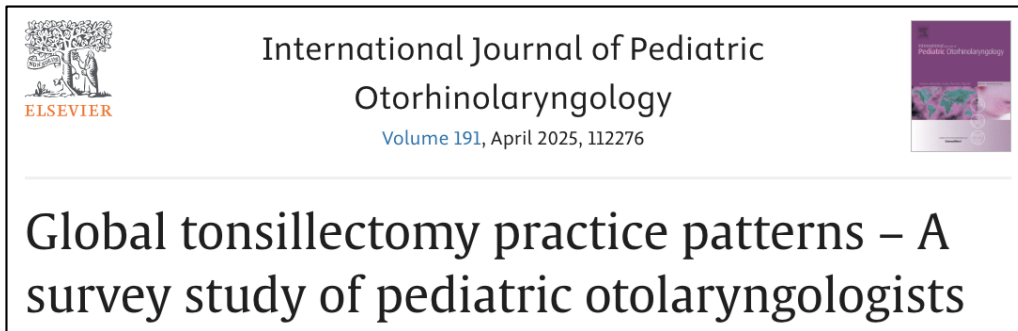 ELSEVIER
International Journal of Pediatric
Otorhinolaryngology
Volume 191, April 2025, 112276
Pediatric Otorhinolaryngology
Global tonsillectomy practice patterns – A
survey study of pediatric otolaryngologists